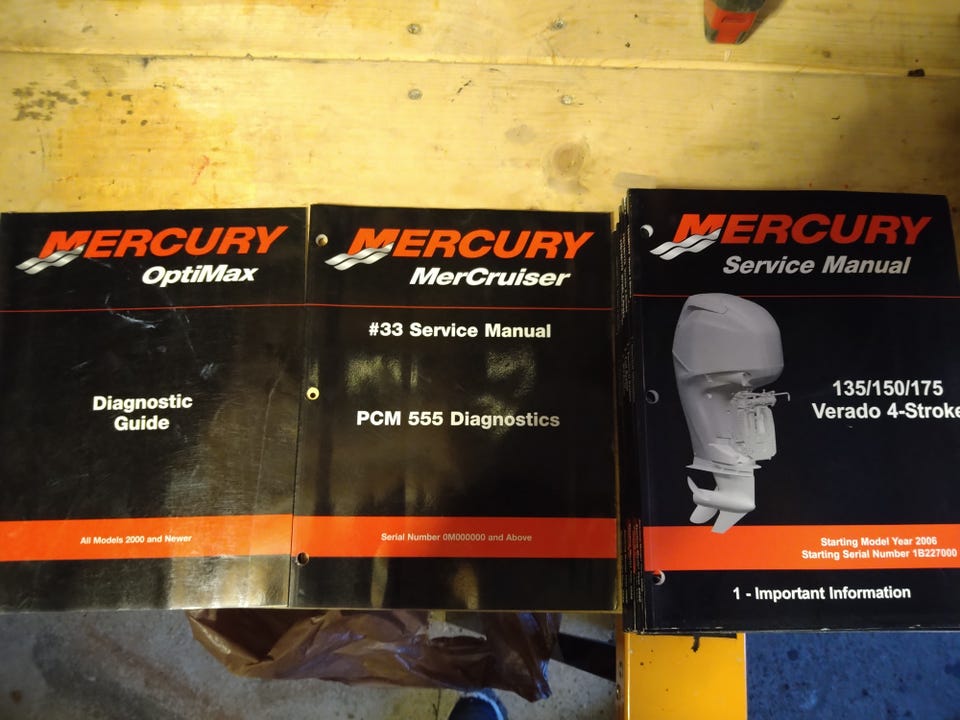 MERCURY
OptiMax
Diagnostic
Guide
All Models 2000 and Newer
MERCURY
MerCruiser
#33 Service Manual
PCM 555 Diagnostics
Serial Number 0M000000 and Above
MERCURY
Service Manual
135/150/175
Verado 4-Stroke
Starting Model Year 2006
Starting Serial Number 1B227000
1 - Important Information